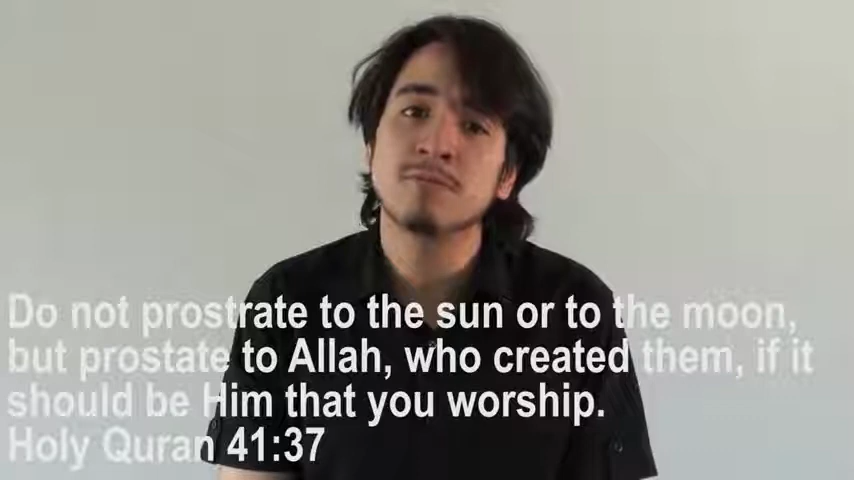 Do not prostrate to the sun or to the moon,
but prostate to Allah, who created them, if it
should be Him that you worship.
Holy Quran 41:37